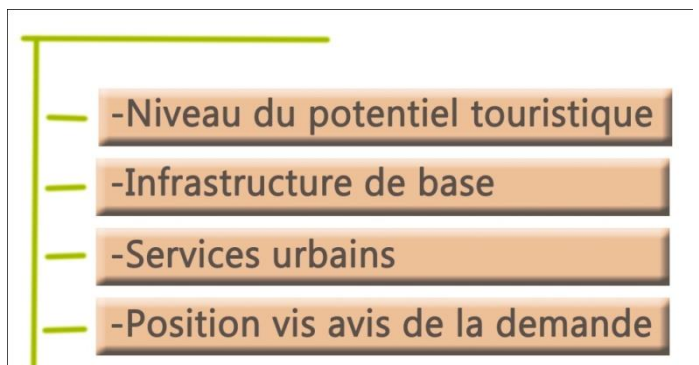 -Niveau du potentiel touristique
-Infrastructure de base
-Services urbains
-Position vis avis de la demande